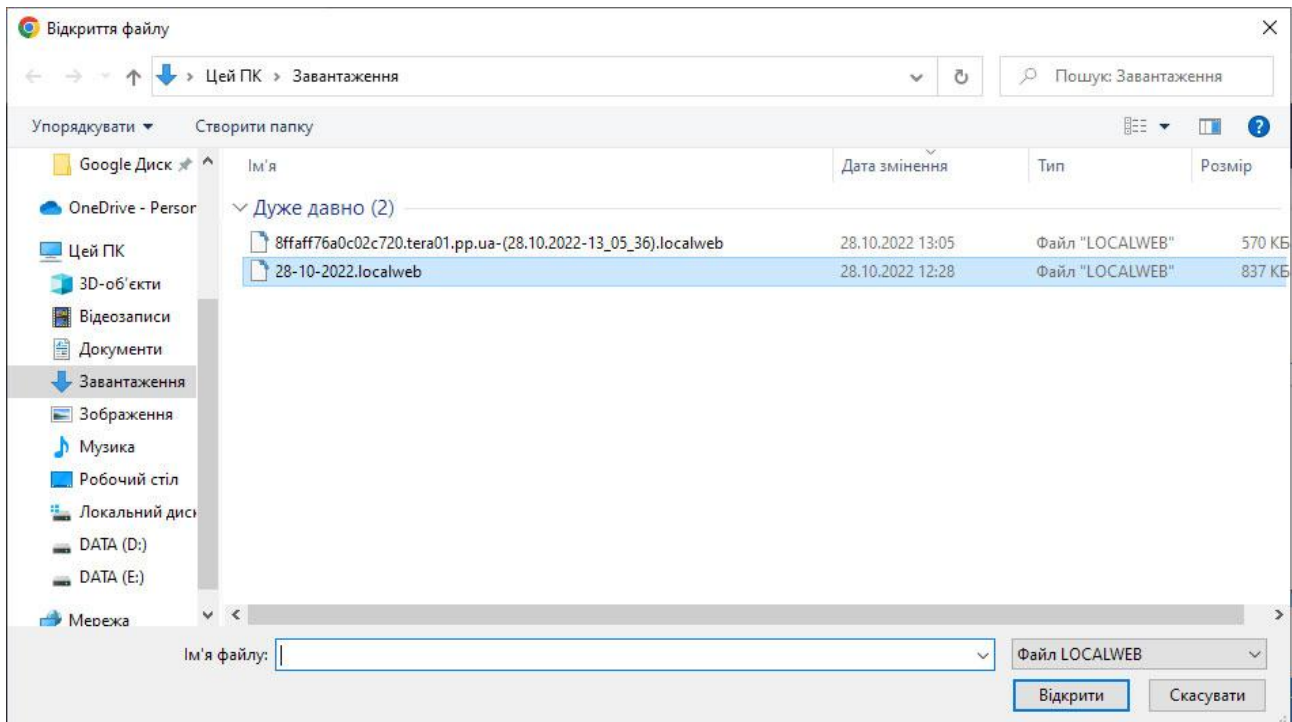 Відкриття файлу
Цей ПК › Завантаження
Пошук: Завантаження
Упорядкувати
Створити папку
Google Диск
OneDrive - Person
Цей ПК
3D-об'єкти
Відеозаписи
Документи
Завантаження
Зображення
Музика
Робочий стіл
Локальний диск
DATA (D:)
DATA (E:)
Мережа
Ім'я Дата змінення Тип Розмір
Дуже давно (2)
8ffaff76a0c02c720.tera01.pp.ua-(28.10.2022-13_05_36).localweb 28.10.2022 13:05 Файл "LOCALWEB" 570 КБ
28-10-2022.localweb 28.10.2022 12:28 Файл "LOCALWEB" 837 КБ
Ім'я файлу:
Файл LOCALWEB
Відкрити
Скасувати